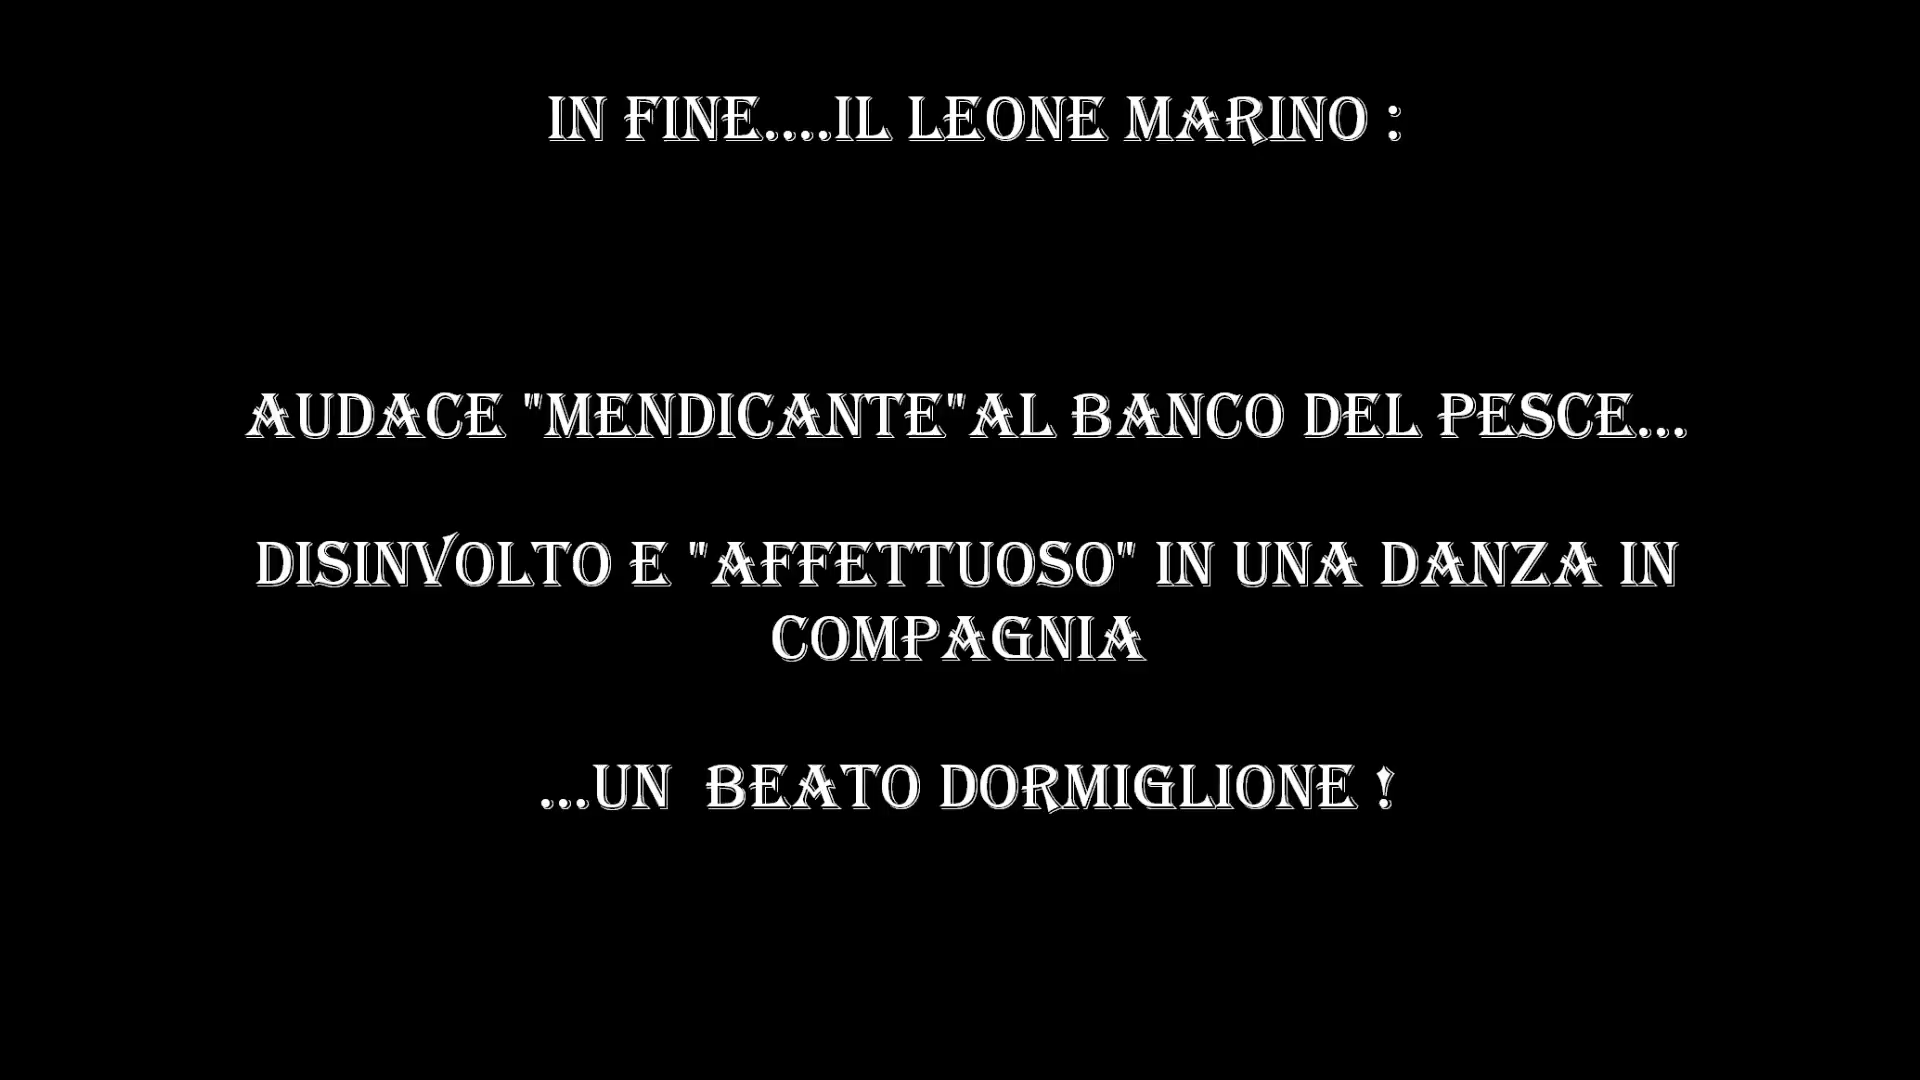 IN FINE....IL LEONE MARINO :
AUDACE "MENDICANTE"AL BANCO DEL PESCE...
DISINVOLTO E "AFFETTUOSO" IN UNA DANZA IN
COMPAGNIA
...UN  BEATO DORMIGLIONE !